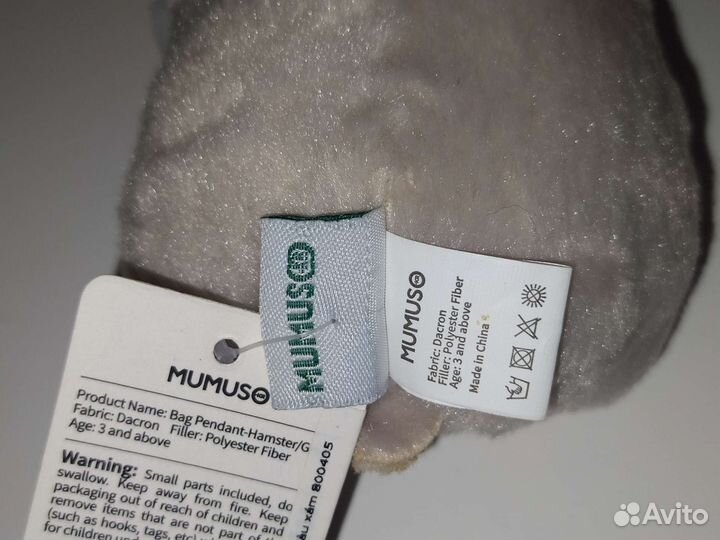 MUMUSO
Product Name: Bag Pendant-Hamster/G
Fabric: Dacron Filler: Polyester Fiber
Age: 3 and above
Warning: Small parts included, do
swallow. Keep away from fire. Keep
packaging out of reach of children and
remove items that are not part of the
(such as hooks, tags, etc)
for children
800405
MUMUSO
MUMUSO
Fabric: Dacron
Filler: Polyester Fiber
Age: 3 and above
Made in China
Avito